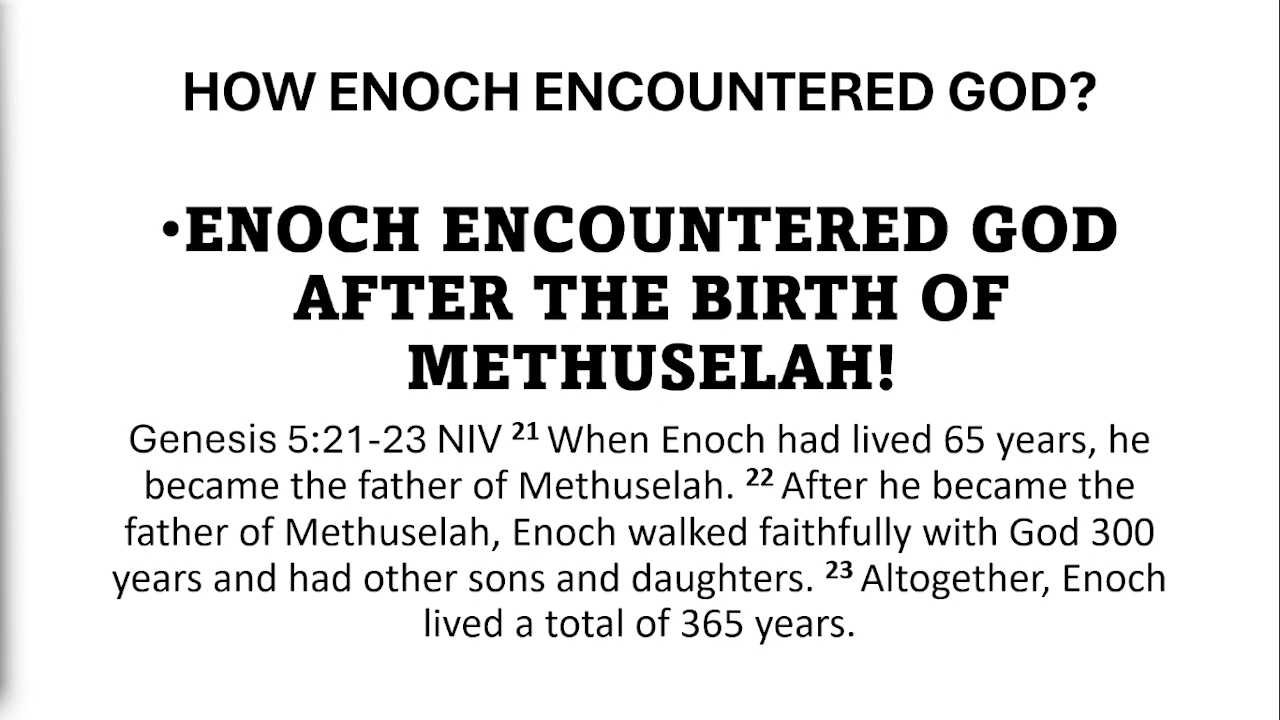 HOW ENOCH ENCOUNTERED GOD?
•ENOCH ENCOUNTERED GOD
AFTER THE BIRTH OF
METHUSELAH!
Genesis 5:21-23 NIV 21 When Enoch had lived 65 years, he
became the father of Methuselah. 22 After he became the
father of Methuselah, Enoch walked faithfully with God 300
years and had other sons and daughters. 23 Altogether, Enoch
lived a total of 365 years.